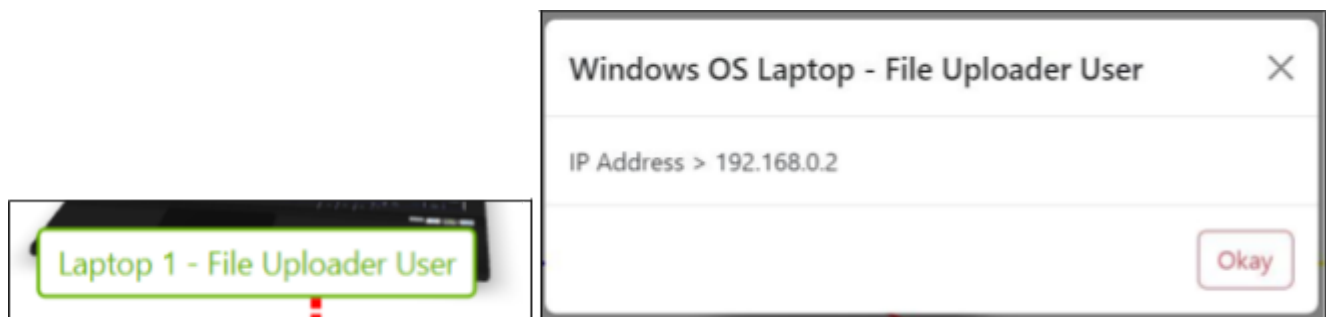 Windows OS Laptop - File Uploader User
IP Address > 192.168.0.2
Okay
Laptop 1 - File Uploader User